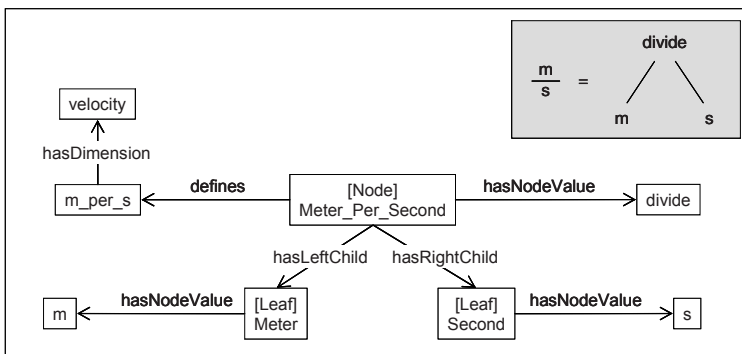 divide
m
s
=
m
s
velocity
hasDimension
m_per_s
defines
[Node]
Meter_Per_Second
hasNodeValue
divide
hasLeftChild
hasRightChild
m
hasNodeValue
[Leaf]
Meter
[Leaf]
Second
hasNodeValue
s